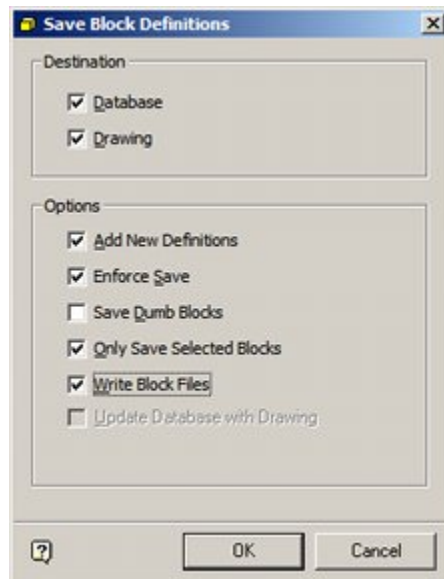 Save Block Definitions
Destination
Database
Drawing
Options
Add New Definitions
Enforce Save
Save Dumb Blocks
Only Save Selected Blocks
Write Block Files
Update Database with Drawing
OK Cancel